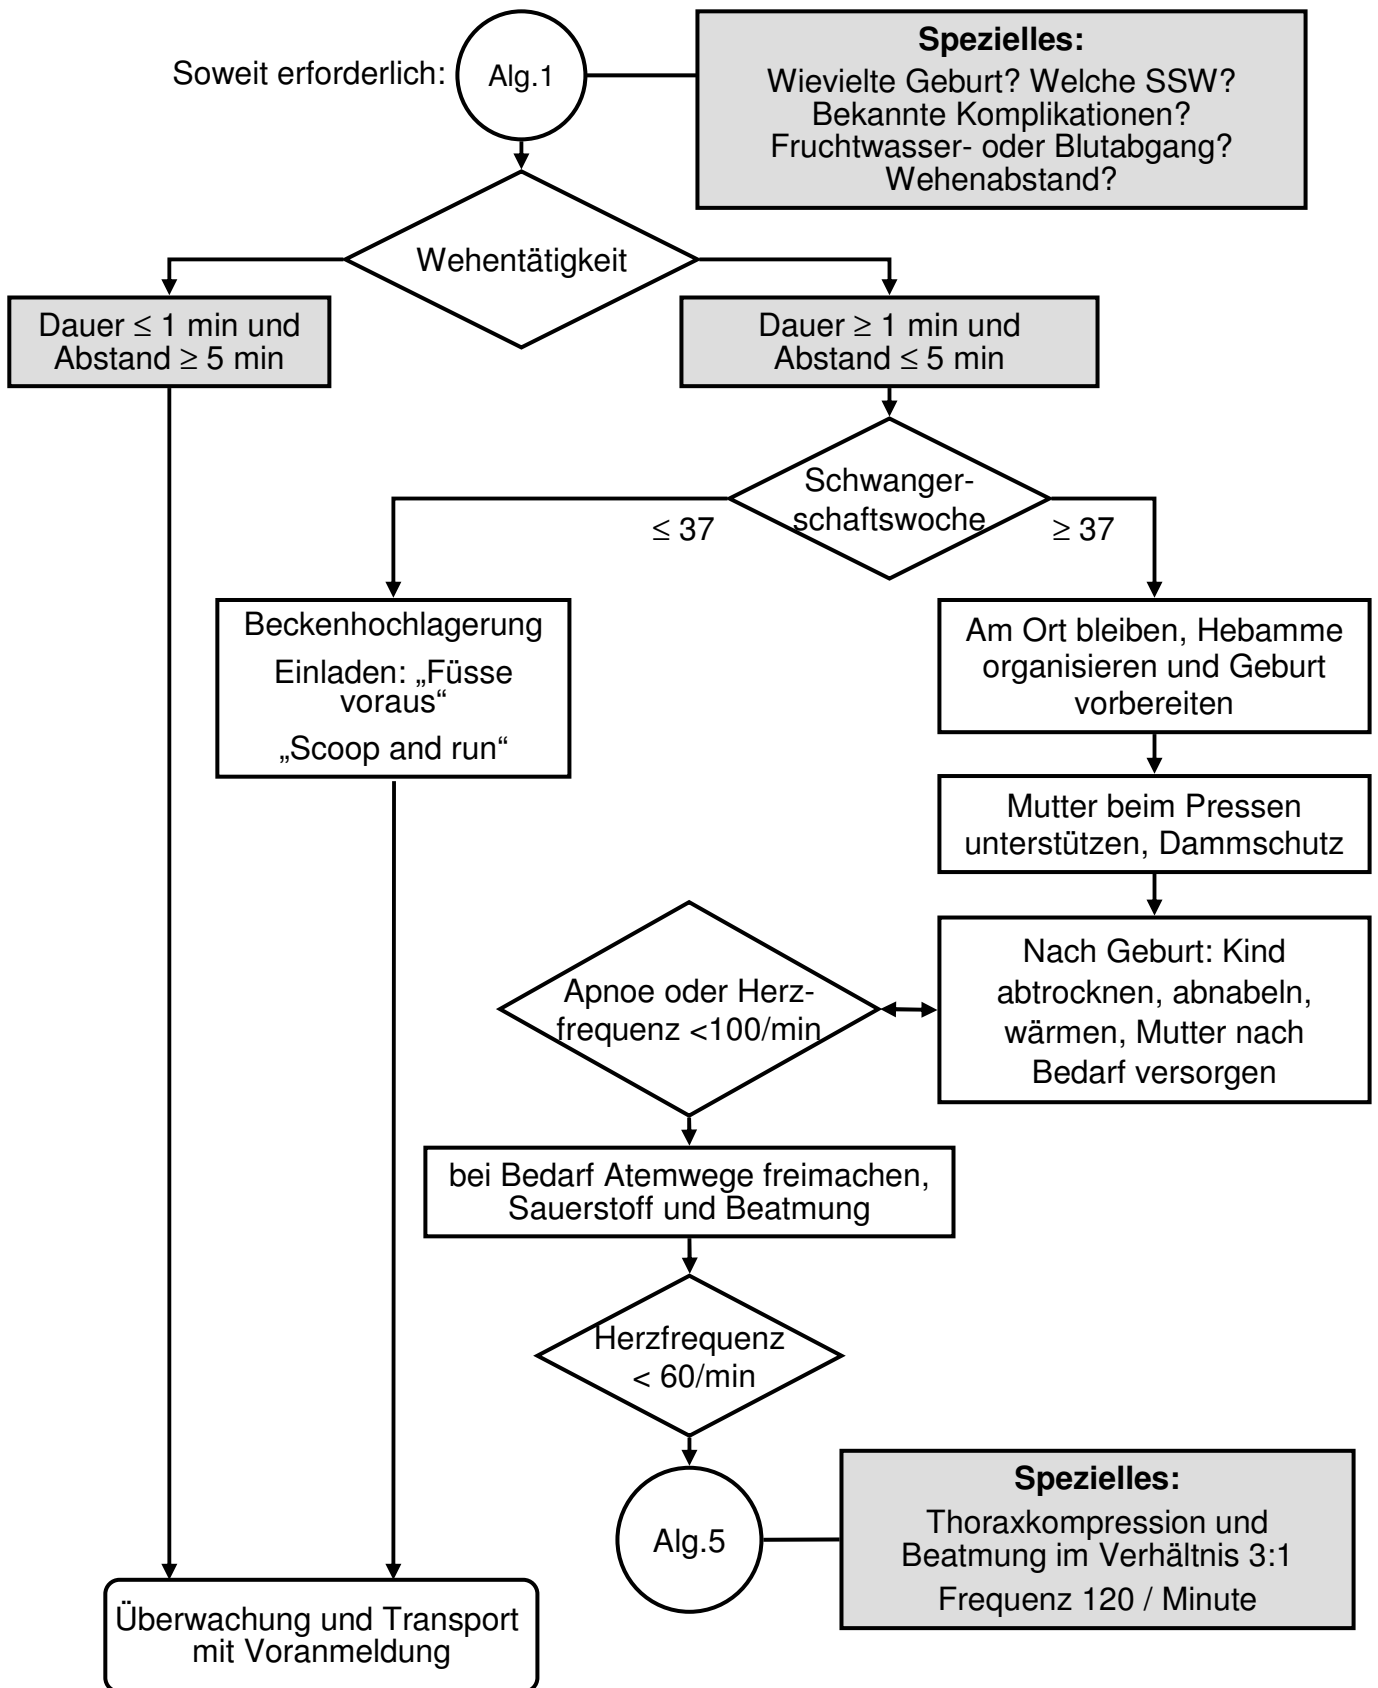 Soweit erforderlich:
Alg.1
Spezielles:
Wievielte Geburt? Welche SSW?
Bekannte Komplikationen?
Fruchtwasser- oder Blutabgang?
Wehenabstand?
Wehentätigkeit
Dauer ≤ 1 min und
Abstand ≥ 5 min
Dauer ≥ 1 min und
Abstand ≤ 5 min
Schwanger-
schaftswoche
≤ 37
≥ 37
Beckenhochlagerung
Einladen: „Füsse
voraus“
„Scoop and run“
Am Ort bleiben, Hebamme
organisieren und Geburt
vorbereiten
Mutter beim Pressen
unterstützen, Dammschutz
Nach Geburt: Kind
abtrocknen, abnabeln,
wärmen, Mutter nach
Bedarf versorgen
Apnoe oder Herz-
frequenz <100/min
bei Bedarf Atemwege freimachen,
Sauerstoff und Beatmung
Herzfrequenz
< 60/min
Alg.5
Spezielles:
Thoraxkompression und
Beatmung im Verhältnis 3:1
Frequenz 120 / Minute
Überwachung und Transport
mit Voranmeldung